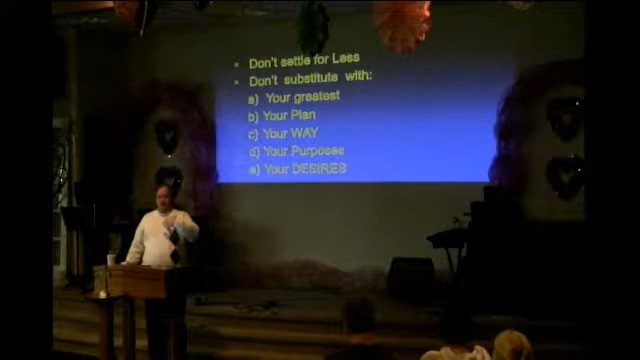 • Don't settle for Less
• Don't substitute with:
a) Your greatest
b) Your Plan
c) Your WAY
d) Your Purposes
e) Your DESIRES